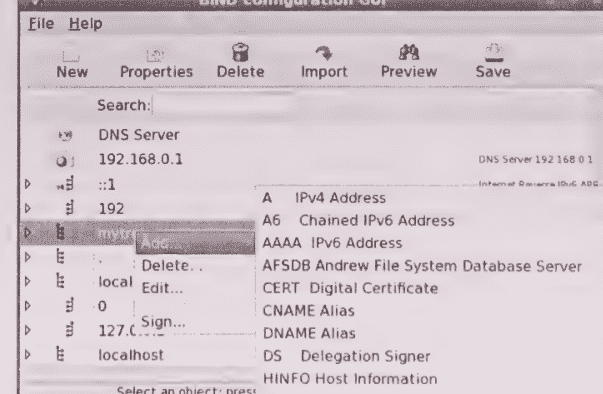 BIND Configuration GUI
File Help
New Properties Delete Import Preview Save
Search:
DNS Server
192.168.0.1 DNS Server 192 168 0 1
::1
192
Add...
Delete...
local
Edit...
0
Sign...
127.0.
localhost
A IPv4 Address
A6 Chained IPv6 Address
AAAA IPv6 Address
AFSDB Andrew File System Database Server
CERT Digital Certificate
CNAME Alias
DNAME Alias
DS Delegation Signer
HINFO Host Information
Select an object: press